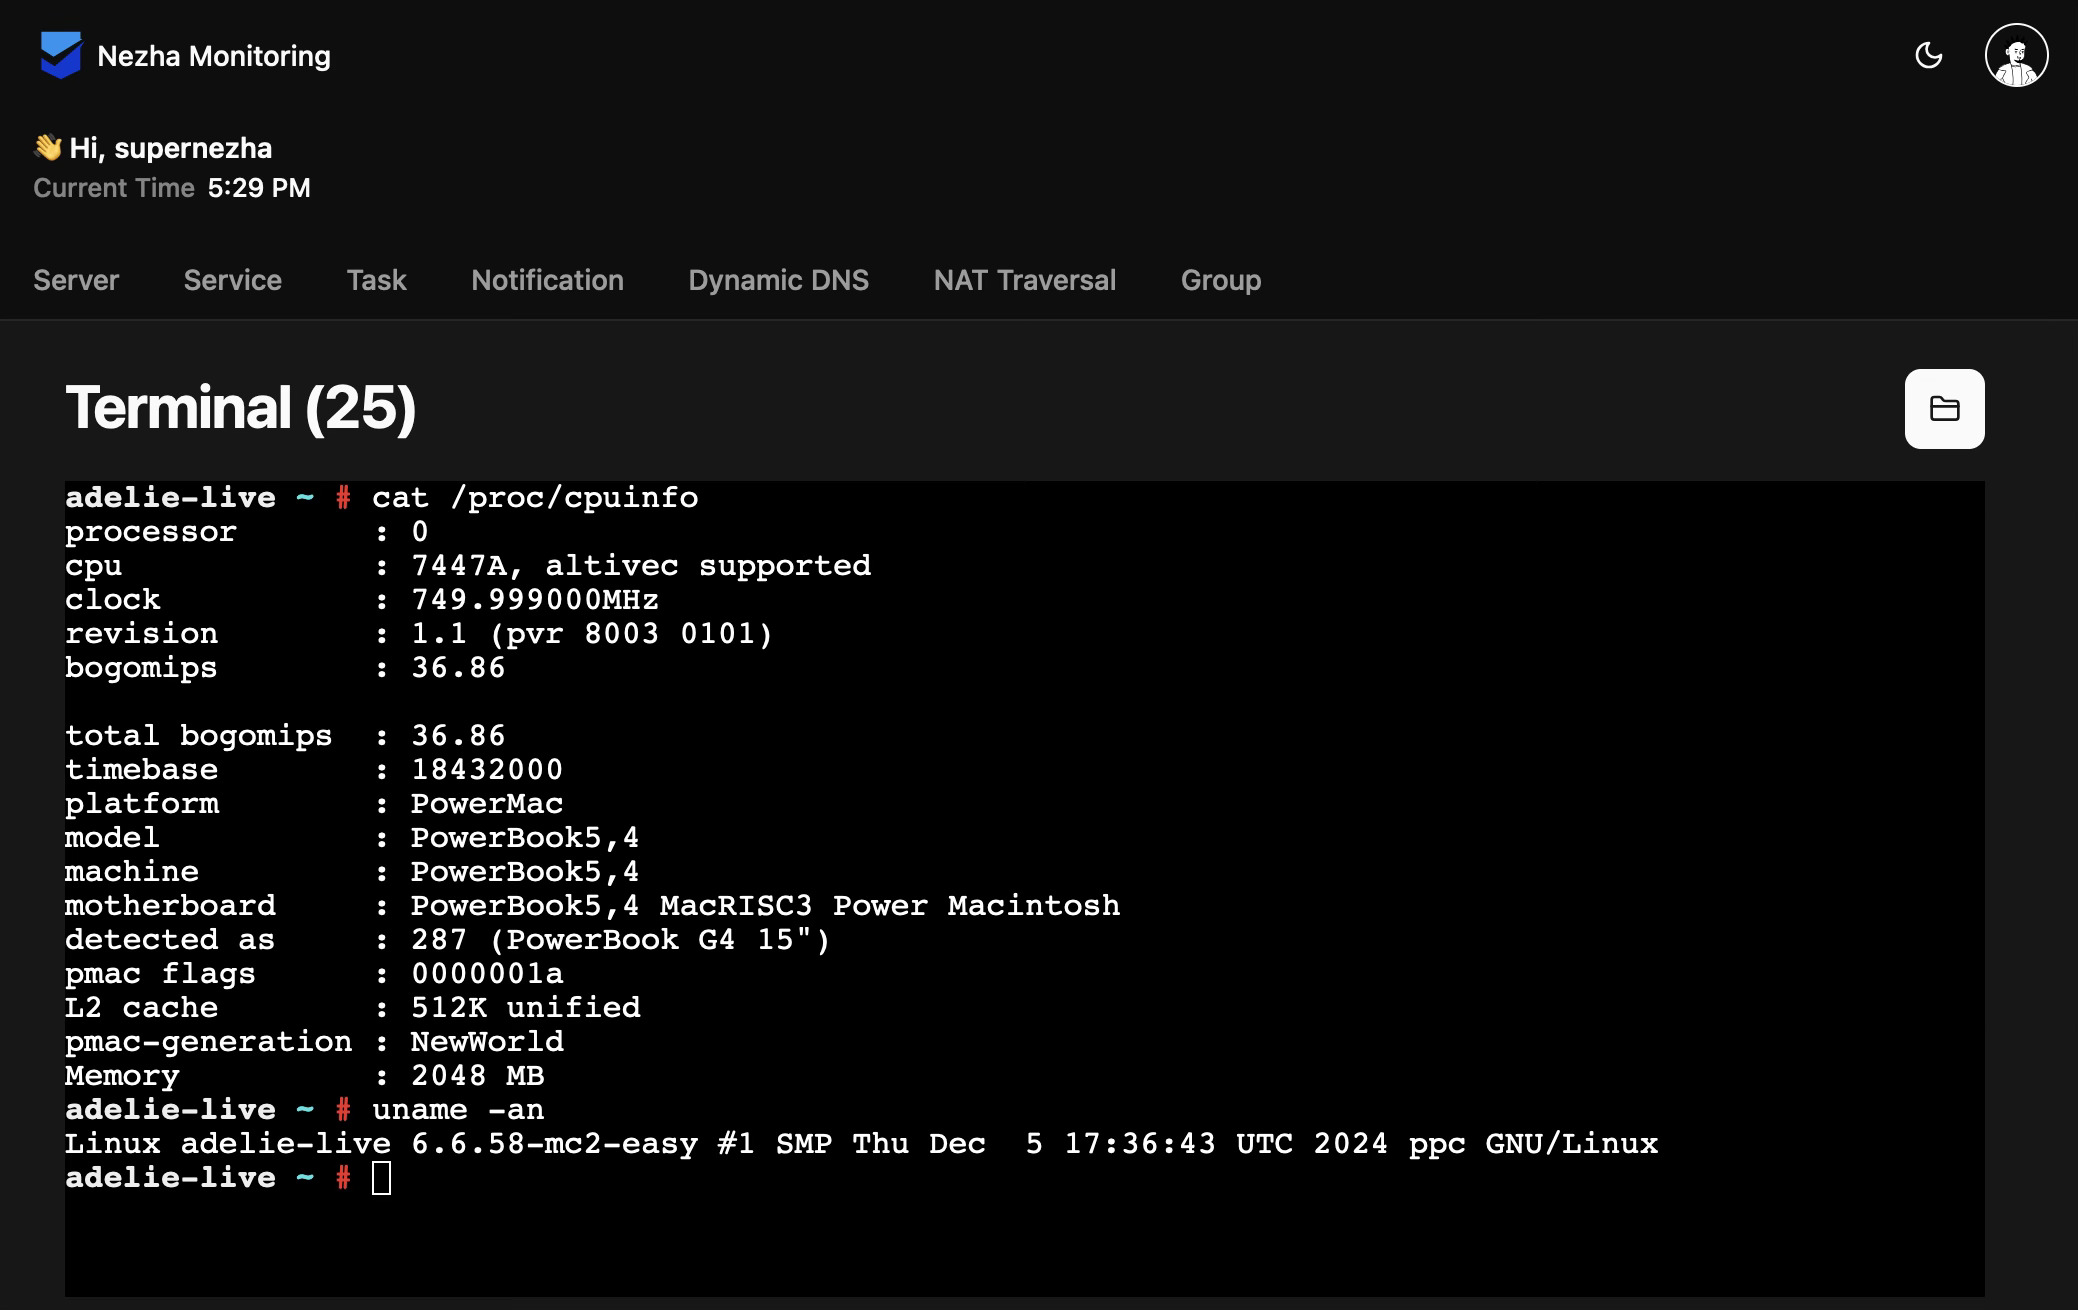 Nezha Monitoring
👋 Hi, supernezha
Current Time 5:29 PM
Server Service Task Notification Dynamic DNS NAT Traversal Group
Terminal (25)
adelie-live ~ # cat /proc/cpuinfo
processor : 0
cpu : 7447A, altivec supported
clock : 749.999000MHz
revision : 1.1 (pvr 8003 0101)
bogomips : 36.86
total bogomips : 36.86
timebase : 18432000
platform : PowerMac
model : PowerBook5,4
machine : PowerBook5,4
motherboard : PowerBook5,4 MacRISC3 Power Macintosh
detected as : 287 (PowerBook G4 15")
pmac flags : 0000001a
L2 cache : 512K unified
pmac-generation : NewWorld
Memory : 2048 MB
adelie-live ~ # uname -an
Linux adelie-live 6.6.58-mc2-easy #1 SMP Thu Dec  5 17:36:43 UTC 2024 ppc GNU/Linux
adelie-live ~ #